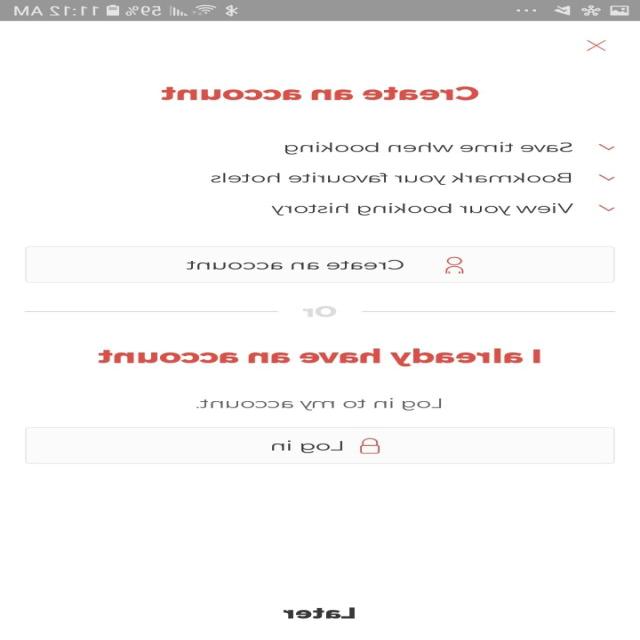 59% 11:12 AM
Create an account
Save time when booking
Bookmark your favourite hotels
View your booking history
Create an account
Or
I already have an account
Log in to my account.
Log in
Later